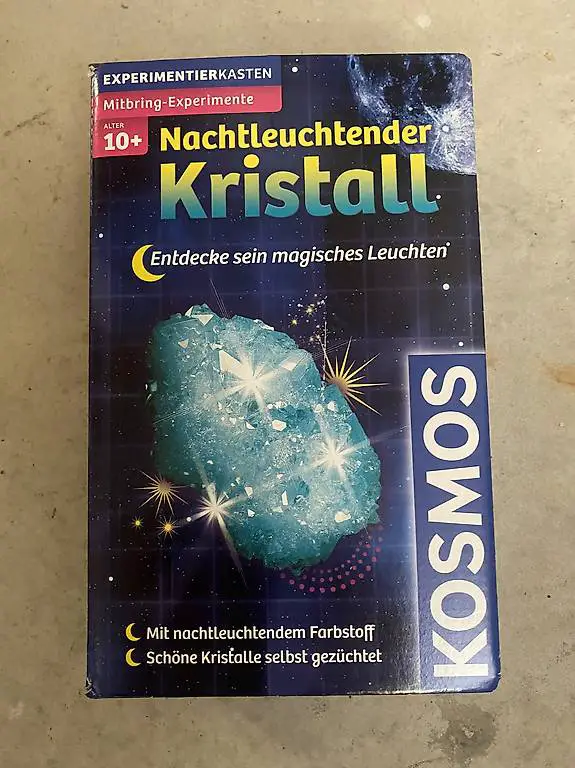 EXPERIMENTIERKASTEN
Mitbring-Experimente
ALTER
10+
Nachtleuchtender
Kristall
Entdecke sein magisches Leuchten
KOSMOS
Mit nachtleuchtendem Farbstoff
Schöne Kristalle selbst gezüchtet